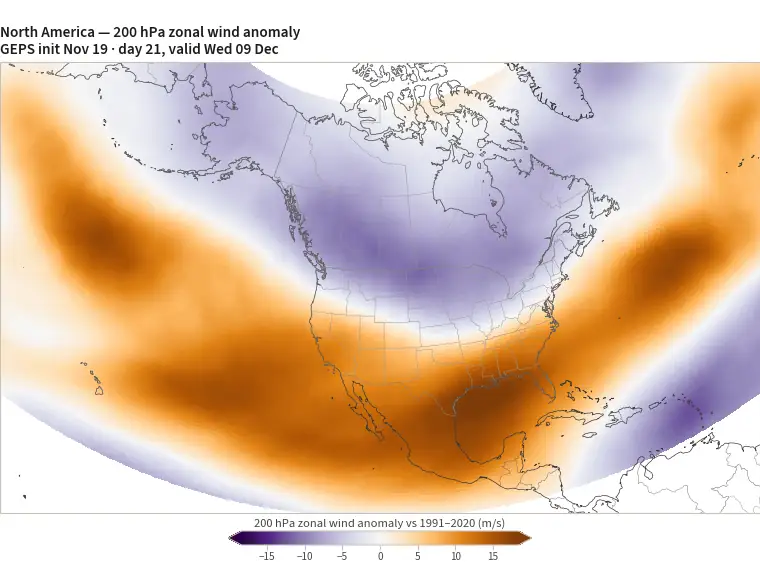 North America — 200 hPa zonal wind anomaly
GEPS init Nov 19 · day 21, valid Wed 09 Dec
200 hPa zonal wind anomaly vs 1991–2020 (m/s)
−15 −10 −5 0 5 10 15